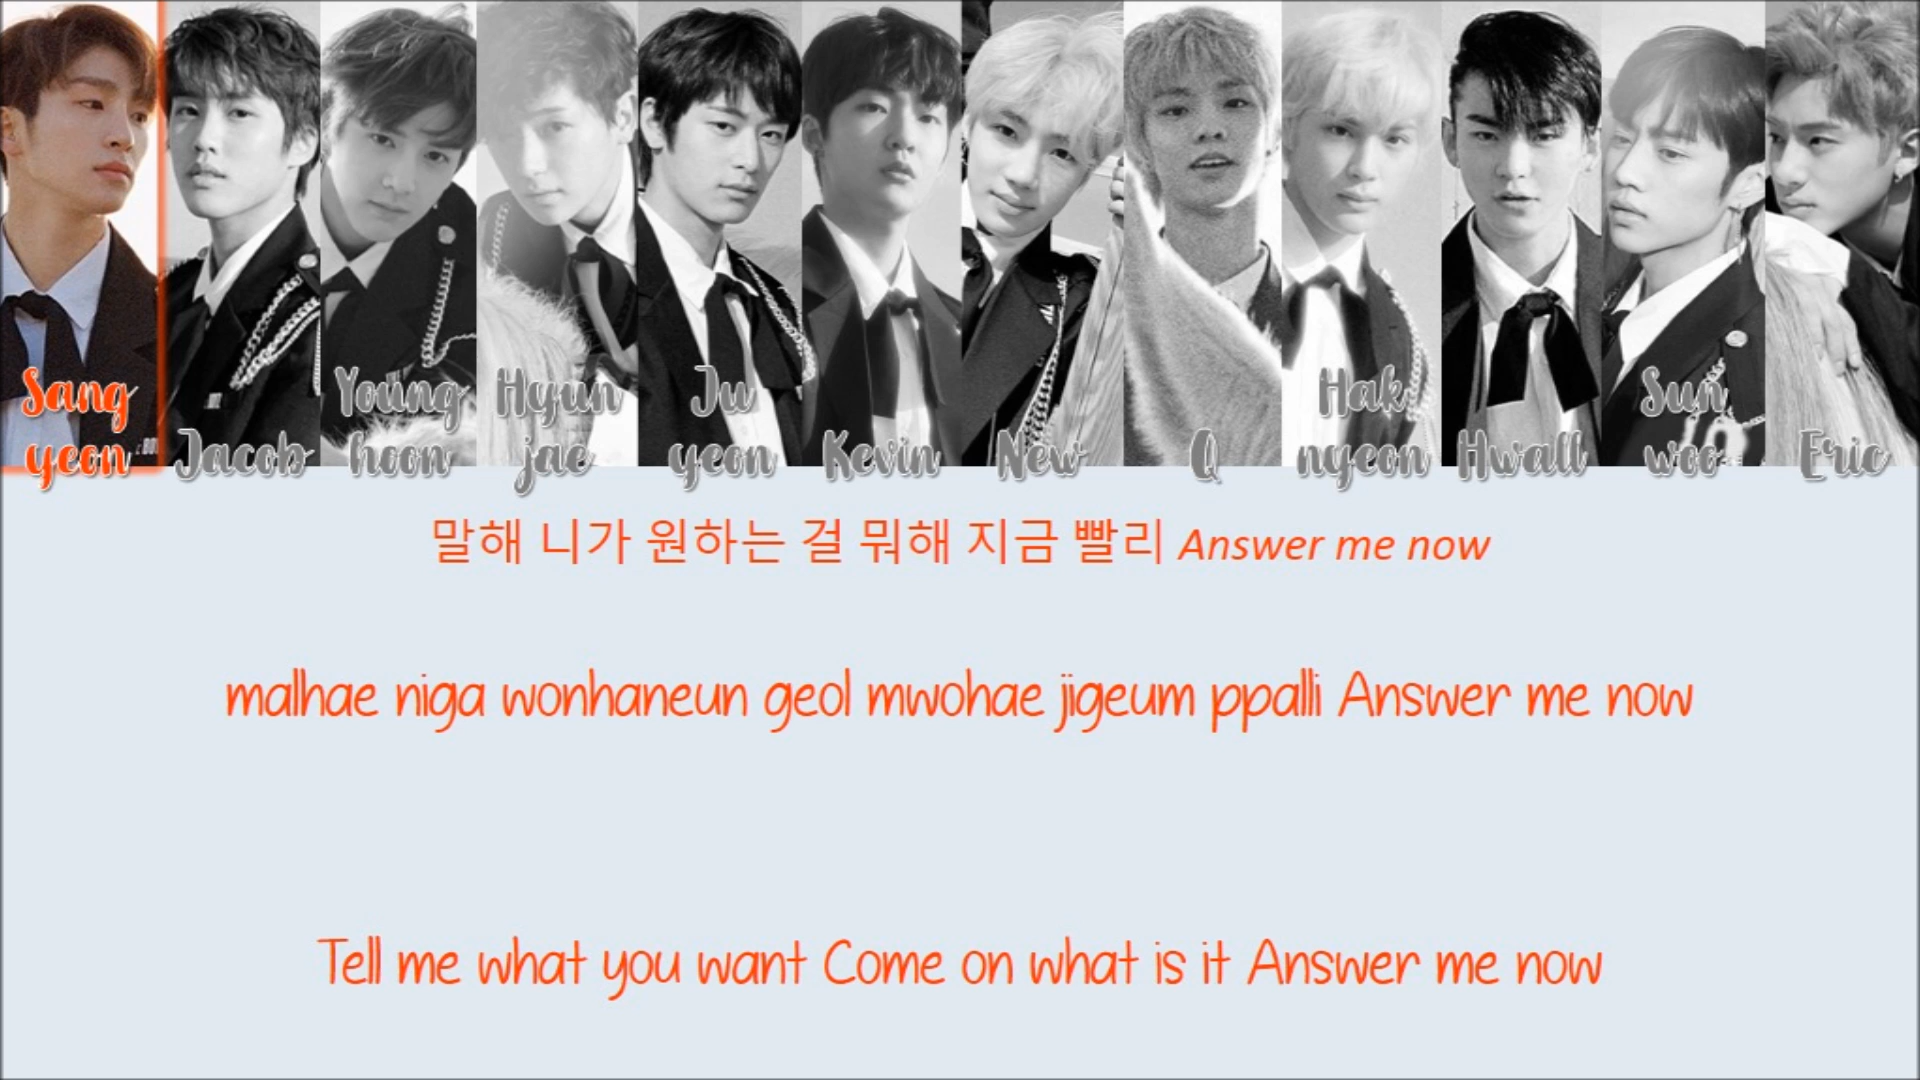 Sang
yeon
Jacob
Young
hoon
Hyun
jae
Ju
yeon
Kevin
New
Q
Hak
nyeon
Hwall
Sun
woo
Eric
말해 니가 원하는 걸 뭐해 지금 빨리 Answer me now
malhae niga wonhaneun geol mwohae jigeum ppalli Answer me now
Tell me what you want Come on what is it Answer me now